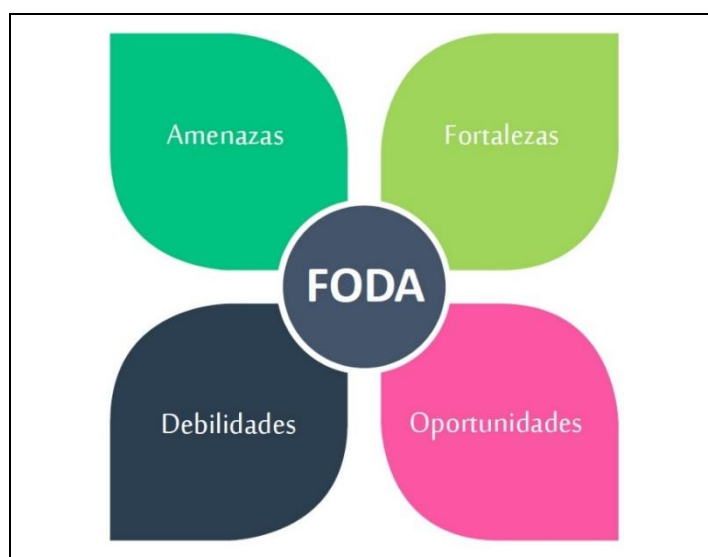 Amenazas
Fortalezas
FODA
Debilidades
Oportunidades